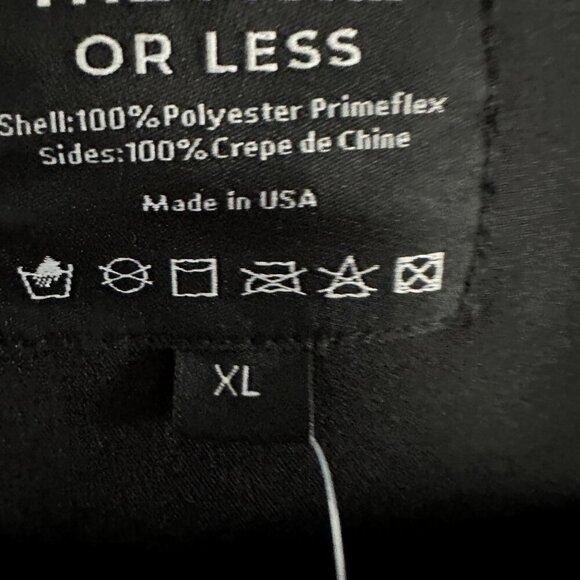 OR LESS
Shell:100%Polyester Primeflex
Sides:100%Crepe de Chine
Made in USA
XL